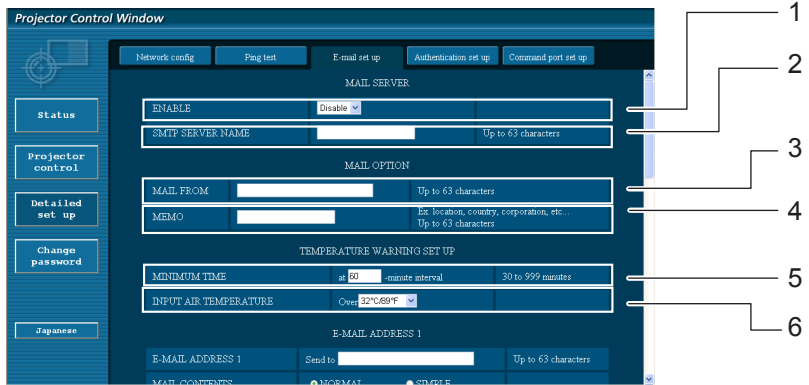 Projector Control Window
Network config Ping test E-mail set up Authentication set up Command port set up
MAIL SERVER
ENABLE Disable
SMTP SERVER NAME Up to 63 characters
MAIL OPTION
MAIL FROM Up to 63 characters
MEMO Ex. location, country, corporation, etc...
Up to 63 characters
TEMPERATURE WARNING SET UP
MINIMUM TIME at 60 -minute interval 30 to 999 minutes
INPUT AIR TEMPERATURE Over 32°C/89°F
E-MAIL ADDRESS 1
E-MAIL ADDRESS 1 Send to Up to 63 characters
MAIL CONTENTS NORMAL SIMPLE
Status
Projector
control
Detailed
set up
Change
password
Japanese
1
2
3
4
5
6